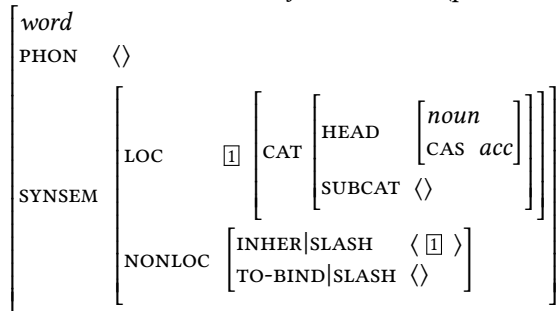 word
PHON ⟨⟩
SYNSEM
LOC 1 CAT HEAD noun
CAS acc
SUBCAT ⟨⟩
NONLOC INHER|SLASH ⟨ 1 ⟩
TO-BIND|SLASH ⟨⟩